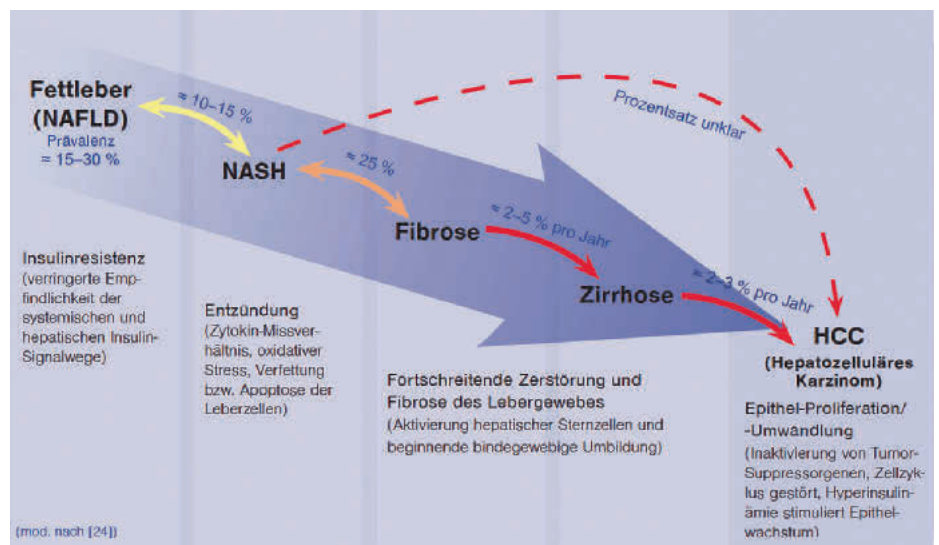 Fettleber
(NAFLD)
Prävalenz
≈ 15–30 %
≈ 10–15 %
NASH
≈ 25 %
Fibrose
≈ 2–5 % pro Jahr
Zirrhose
≈ 2–3 % pro Jahr
Prozentsatz unklar
HCC
(Hepatozelluläres
Karzinom)
Insulinresistenz
(verringerte Emp-
findlichkeit der
systemischen und
hepatischen Insulin-
Signalwege)
Entzündung
(Zytokin-Missver-
hältnis, oxidativer
Stress, Verfettung
bzw. Apoptose der
Leberzellen)
Fortschreitende Zerstörung und
Fibrose des Lebergewebes
(Aktivierung hepatischer Sternzellen und
beginnende bindegewebige Umbildung)
Epithel-Proliferation/
-Umwandlung
(Inaktivierung von Tumor-
Suppressorgenen, Zellzyk-
lus gestört, Hyperinsulin-
ämie stimuliert Epithel-
wachstum)
(mod. nach [24])